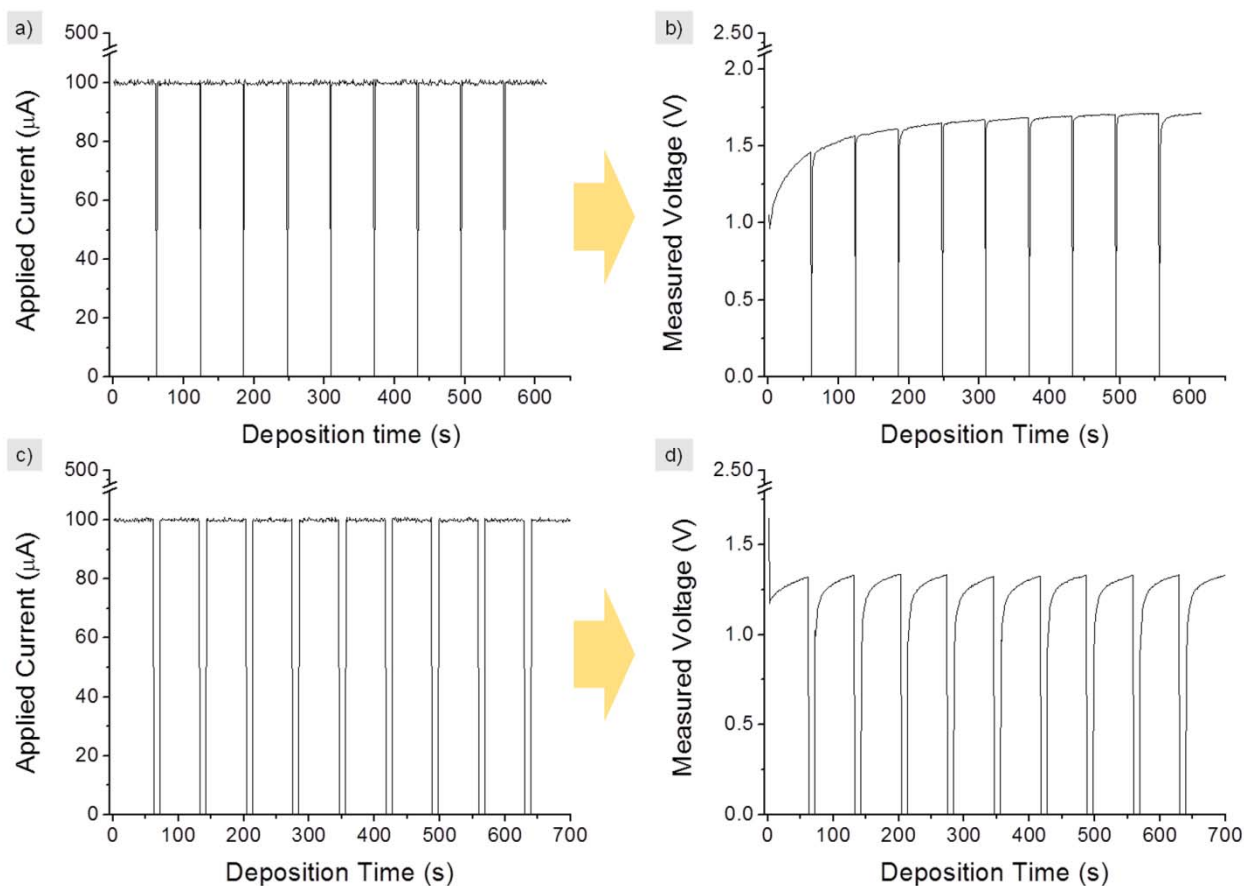 a)
500
100
80
60
40
20
0
Applied Current (μA)
0 100 200 300 400 500 600
Deposition time (s)
b)
2.50
2.0
1.5
1.0
0.5
0.0
Measured Voltage (V)
0 100 200 300 400 500 600
Deposition Time (s)
c)
500
100
80
60
40
20
0
Applied Current (μA)
0 100 200 300 400 500 600 700
Deposition Time (s)
d)
2.50
1.5
1.0
0.5
0.0
Measured Voltage (V)
0 100 200 300 400 500 600 700
Deposition Time (s)